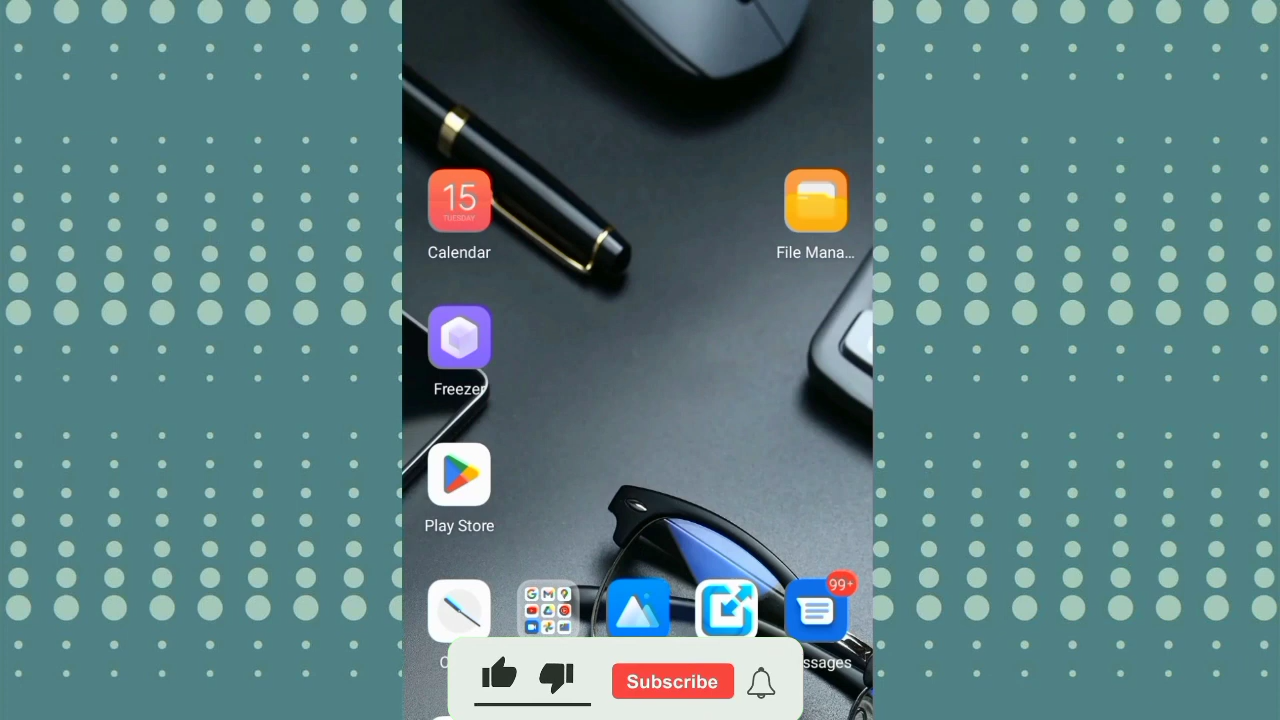 15
TUESDAY
Calendar
File Mana...
Freezer
Play Store
99+
C
ssages
Subscribe